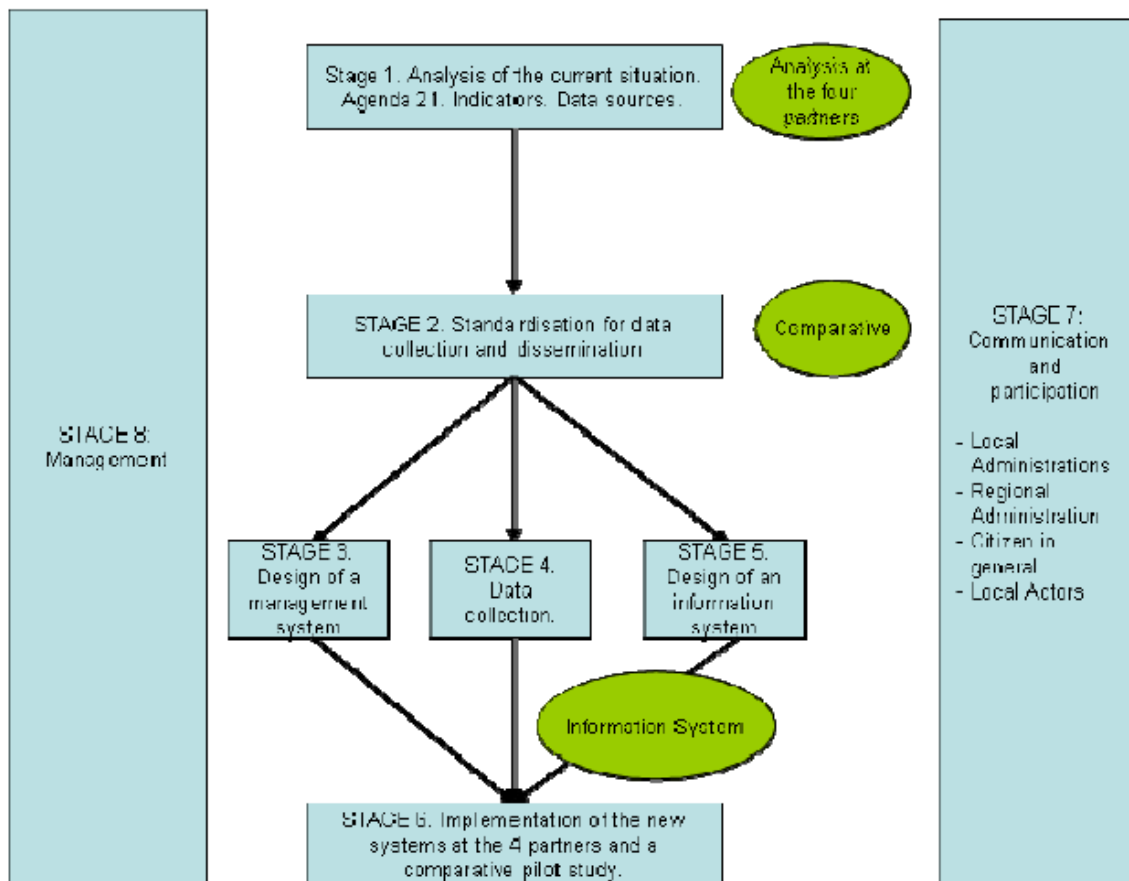 Stage 1. Analysis of the current situation.
Agenda 21. Indicators. Data sources.
Analysis at
the four
partners
STAGE 2. Standardisation for data
collection and dissemination
Comparative
STAGE 8:
Management
STAGE 7:
Communication
and
participation
- Local
Administrations
- Regional
Administration
- Citizen in
general
- Local Actors
STAGE 3.
Design of a
management
system
STAGE 4.
Data
collection.
STAGE 5.
Design of an
information
system
Information System
STAGE 6. Implementation of the new
systems at the 4 partners and a
comparative pilot study.